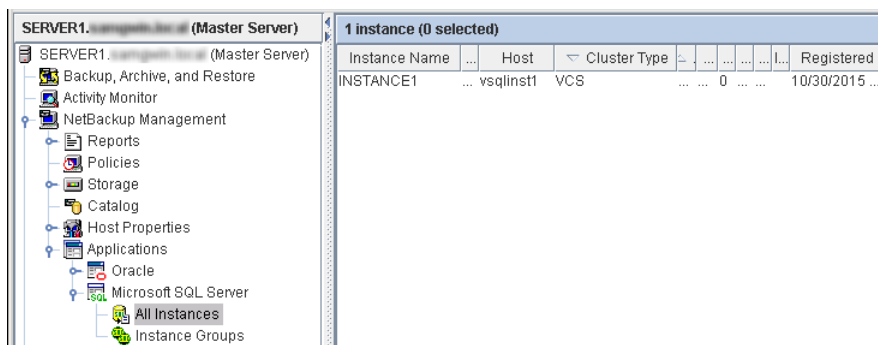 SERVER1. (Master Server)
SERVER1. (Master Server)
Backup, Archive, and Restore
Activity Monitor
NetBackup Management
Reports
Policies
Storage
Catalog
Host Properties
Applications
Oracle
Microsoft SQL Server
All Instances
Instance Groups
1 instance (0 selected)
Instance Name ... Host Cluster Type ... ... ... ... ... I... Registered
INSTANCE1 ... vsqlinst1 VCS ... ... 0 ... ... 10/30/2015 ...